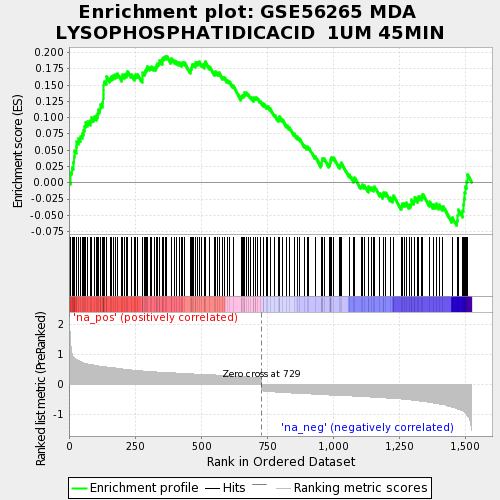 Enrichment plot: GSE56265 MDA
LYSOPHOSPHATIDICACID 1UM 45MIN
Enrichment score (ES)
0.200
0.175
0.150
0.125
0.100
0.075
0.050
0.025
0.000
-0.025
-0.050
-0.075
'na_pos' (positively correlated)
Ranked list metric (PreRanked)
2
1
0
-1
Zero cross at 729
'na_neg' (negatively correlated)
0
250
500
750
1,000
1,250
1,500
Rank in Ordered Dataset
Enrichment profile
Hits
Ranking metric scores